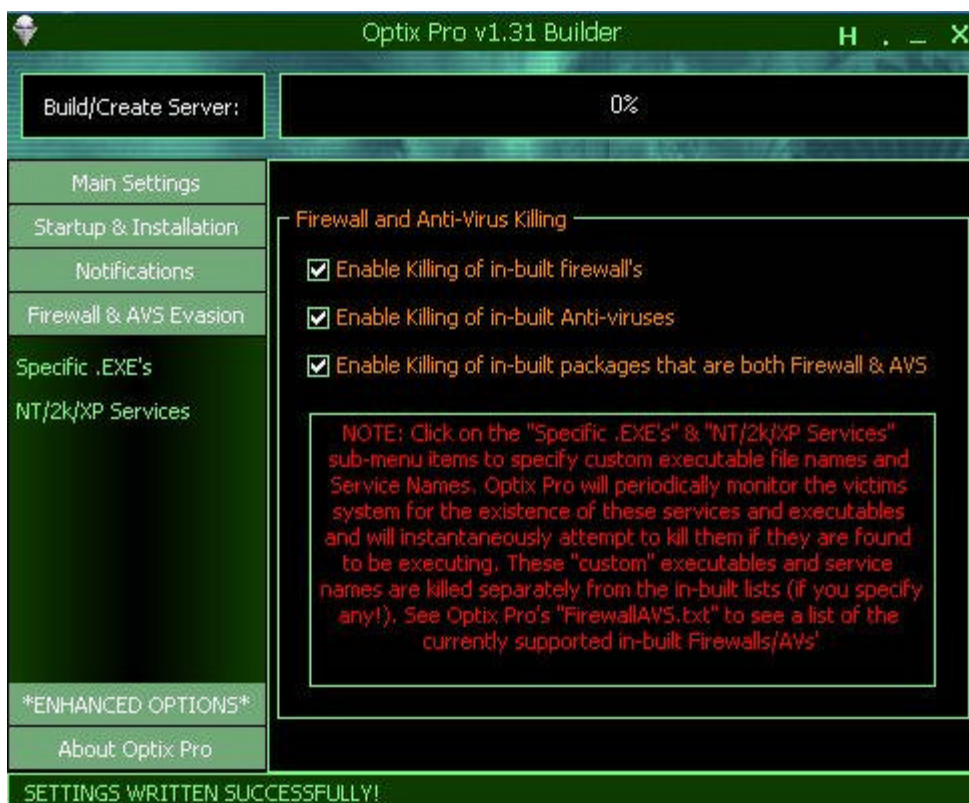 Optix Pro v1.31 Builder
H . _ X
Build/Create Server:
0%
Main Settings
Startup & Installation
Notifications
Firewall & AVS Evasion
Specific .EXE's
NT/2k/XP Services
*ENHANCED OPTIONS*
About Optix Pro
Firewall and Anti-Virus Killing
Enable Killing of in-built firewall's
Enable Killing of in-built Anti-viruses
Enable Killing of in-built packages that are both Firewall & AVS
NOTE: Click on the "Specific .EXE's" & "NT/2k/XP Services"
sub-menu items to specify custom executable file names and
Service Names. Optix Pro will periodically monitor the victims
system for the existence of these services and executables
and will instantaneously attempt to kill them if they are found
to be executing. These "custom" executables and service
names are killed separately from the in-built lists (if you specify
any!). See Optix Pro's "FirewallAVS.txt" to see a list of the
currently supported in-built Firewalls/AVs'
SETTINGS WRITTEN SUCCESSFULLY!